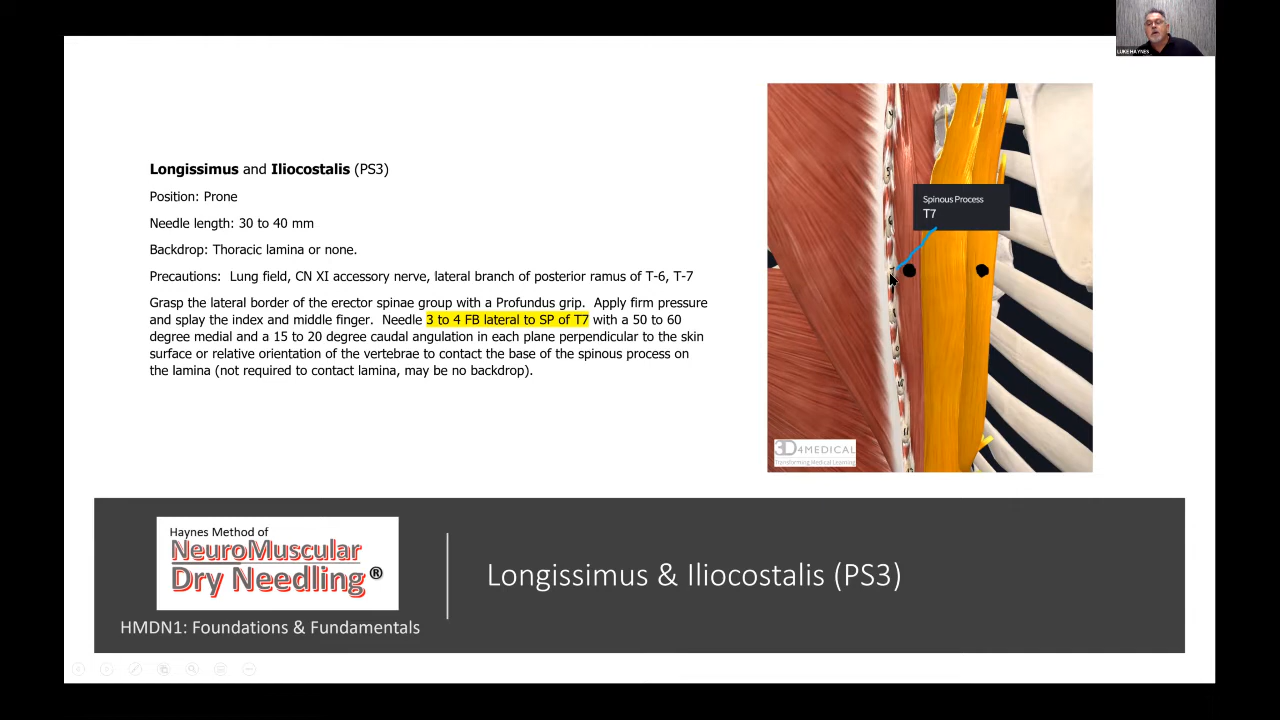 LUKE HAYNES
Longissimus and Iliocostalis (PS3)
Position: Prone
Needle length: 30 to 40 mm
Backdrop: Thoracic lamina or none.
Precautions:  Lung field, CN XI accessory nerve, lateral branch of posterior ramus of T-6, T-7
Grasp the lateral border of the erector spinae group with a Profundus grip.  Apply firm pressure
and splay the index and middle finger.  Needle 3 to 4 FB lateral to SP of T7 with a 50 to 60
degree medial and a 15 to 20 degree caudal angulation in each plane perpendicular to the skin
surface or relative orientation of the vertebrae to contact the base of the spinous process on
the lamina (not required to contact lamina, may be no backdrop).
Spinous Process
T7
3D4MEDICAL
Transforming Medical Learning
Haynes Method of
NeuroMuscular
Dry Needling®
HMDN1: Foundations & Fundamentals
Longissimus & Iliocostalis (PS3)